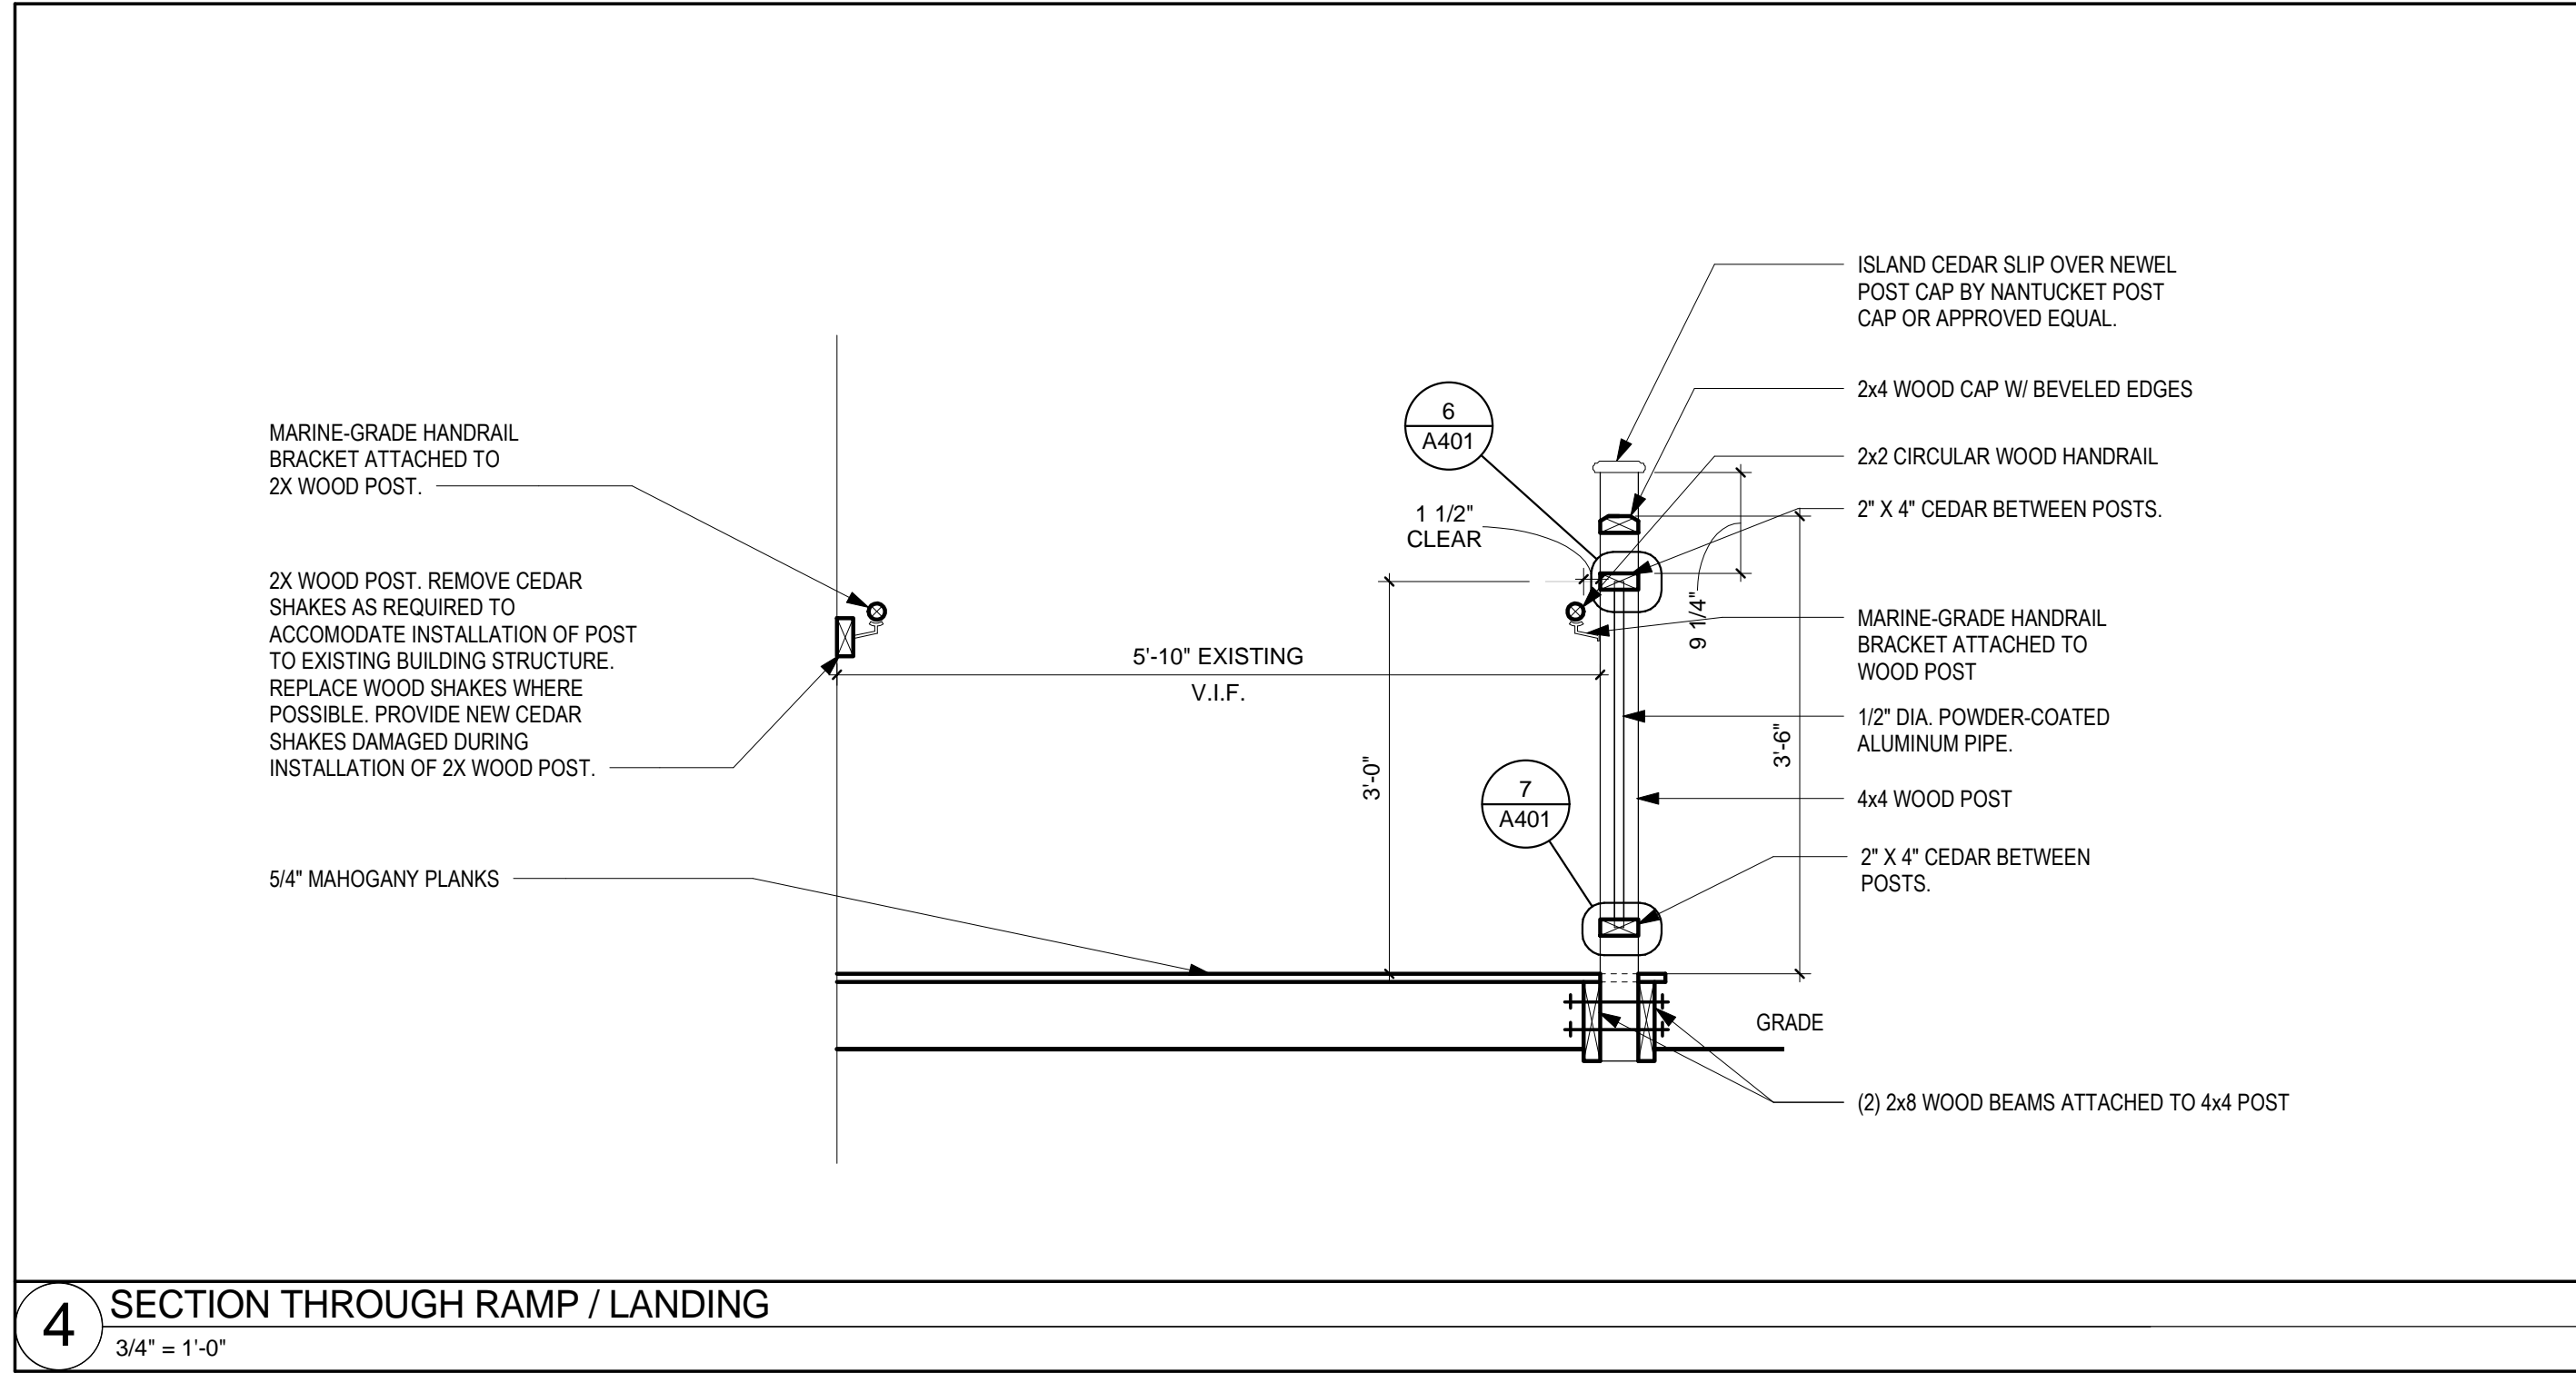 MARINE-GRADE HANDRAIL
BRACKET ATTACHED TO
2X WOOD POST.
2X WOOD POST. REMOVE CEDAR
SHAKES AS REQUIRED TO
ACCOMODATE INSTALLATION OF POST
TO EXISTING BUILDING STRUCTURE.
REPLACE WOOD SHAKES WHERE
POSSIBLE. PROVIDE NEW CEDAR
SHAKES DAMAGED DURING
INSTALLATION OF 2X WOOD POST.
5/4" MAHOGANY PLANKS
5'-10" EXISTING
V.I.F.
3'-0"
6
A401
1 1/2"
CLEAR
7
A401
9 1/4"
3'-6"
ISLAND CEDAR SLIP OVER NEWEL
POST CAP BY NANTUCKET POST
CAP OR APPROVED EQUAL.
2x4 WOOD CAP W/ BEVELED EDGES
2x2 CIRCULAR WOOD HANDRAIL
2" X 4" CEDAR BETWEEN POSTS.
MARINE-GRADE HANDRAIL
BRACKET ATTACHED TO
WOOD POST
1/2" DIA. POWDER-COATED
ALUMINUM PIPE.
4x4 WOOD POST
2" X 4" CEDAR BETWEEN
POSTS.
GRADE
(2) 2x8 WOOD BEAMS ATTACHED TO 4x4 POST
4
SECTION THROUGH RAMP / LANDING
3/4" = 1'-0"